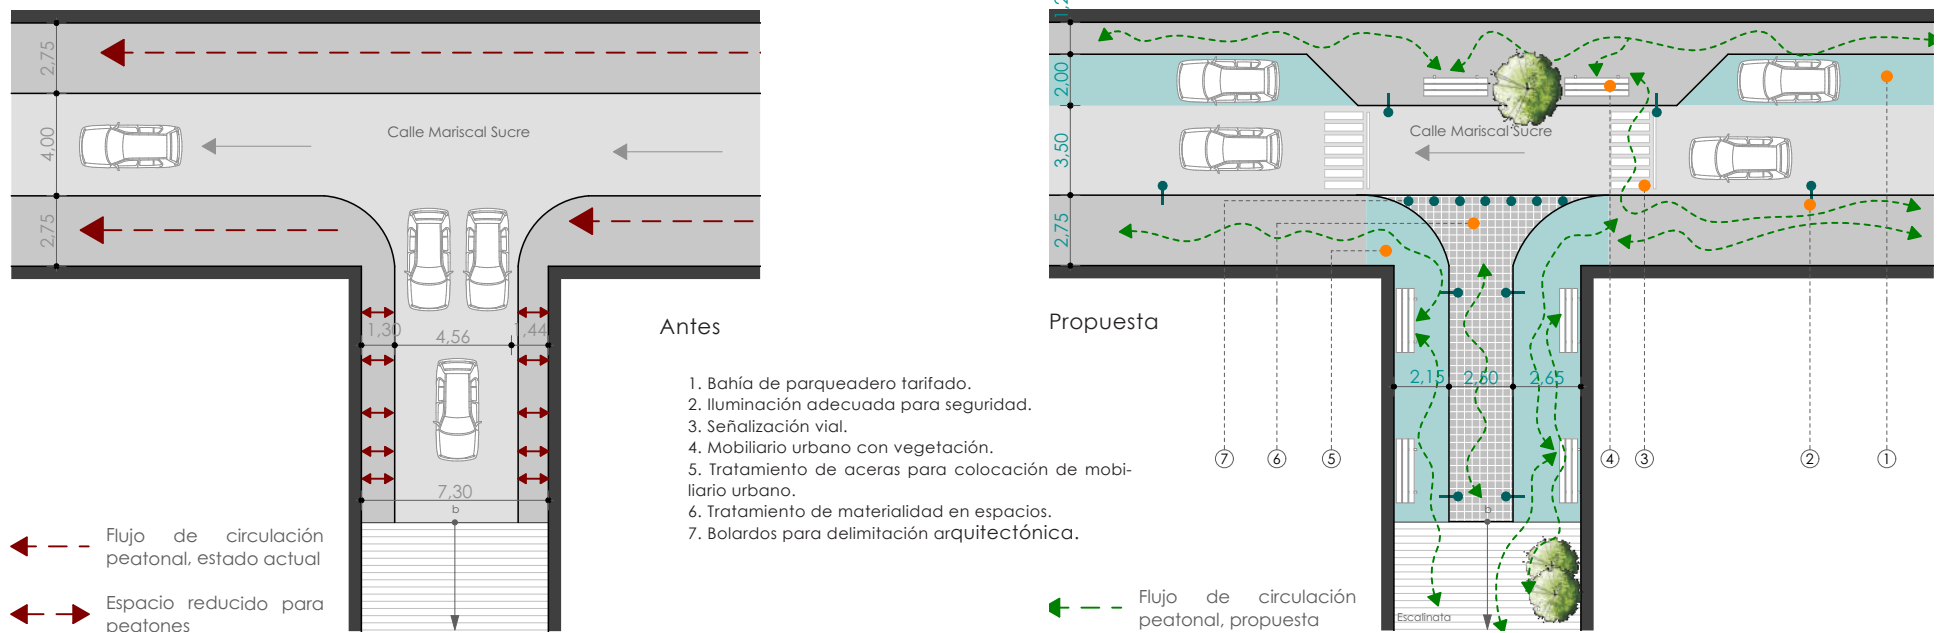 2,75
4,00
2,75
Calle Mariscal Sucre
1,30
4,56
1,44
7,30
b
Flujo de circulación
peatonal, estado actual
Espacio reducido para
peatones
Antes
1. Bahía de parqueadero tarifado.
2. Iluminación adecuada para seguridad.
3. Señalización vial.
4. Mobiliario urbano con vegetación.
5. Tratamiento de aceras para colocación de mobi-
liario urbano.
6. Tratamiento de materialidad en espacios.
7. Bolardos para delimitación arquitectónica.
2,00
3,50
2,75
Calle Mariscal Sucre
Propuesta
2,15
2,50
2,65
7
6
5
4
3
2
1
b
Escalinata
Flujo de circulación
peatonal, propuesta